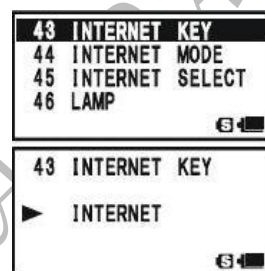 43 INTERNET KEY
44 INTERNET MODE
45 INTERNET SELECT
46 LAMP
S
43 INTERNET KEY
INTERNET
S